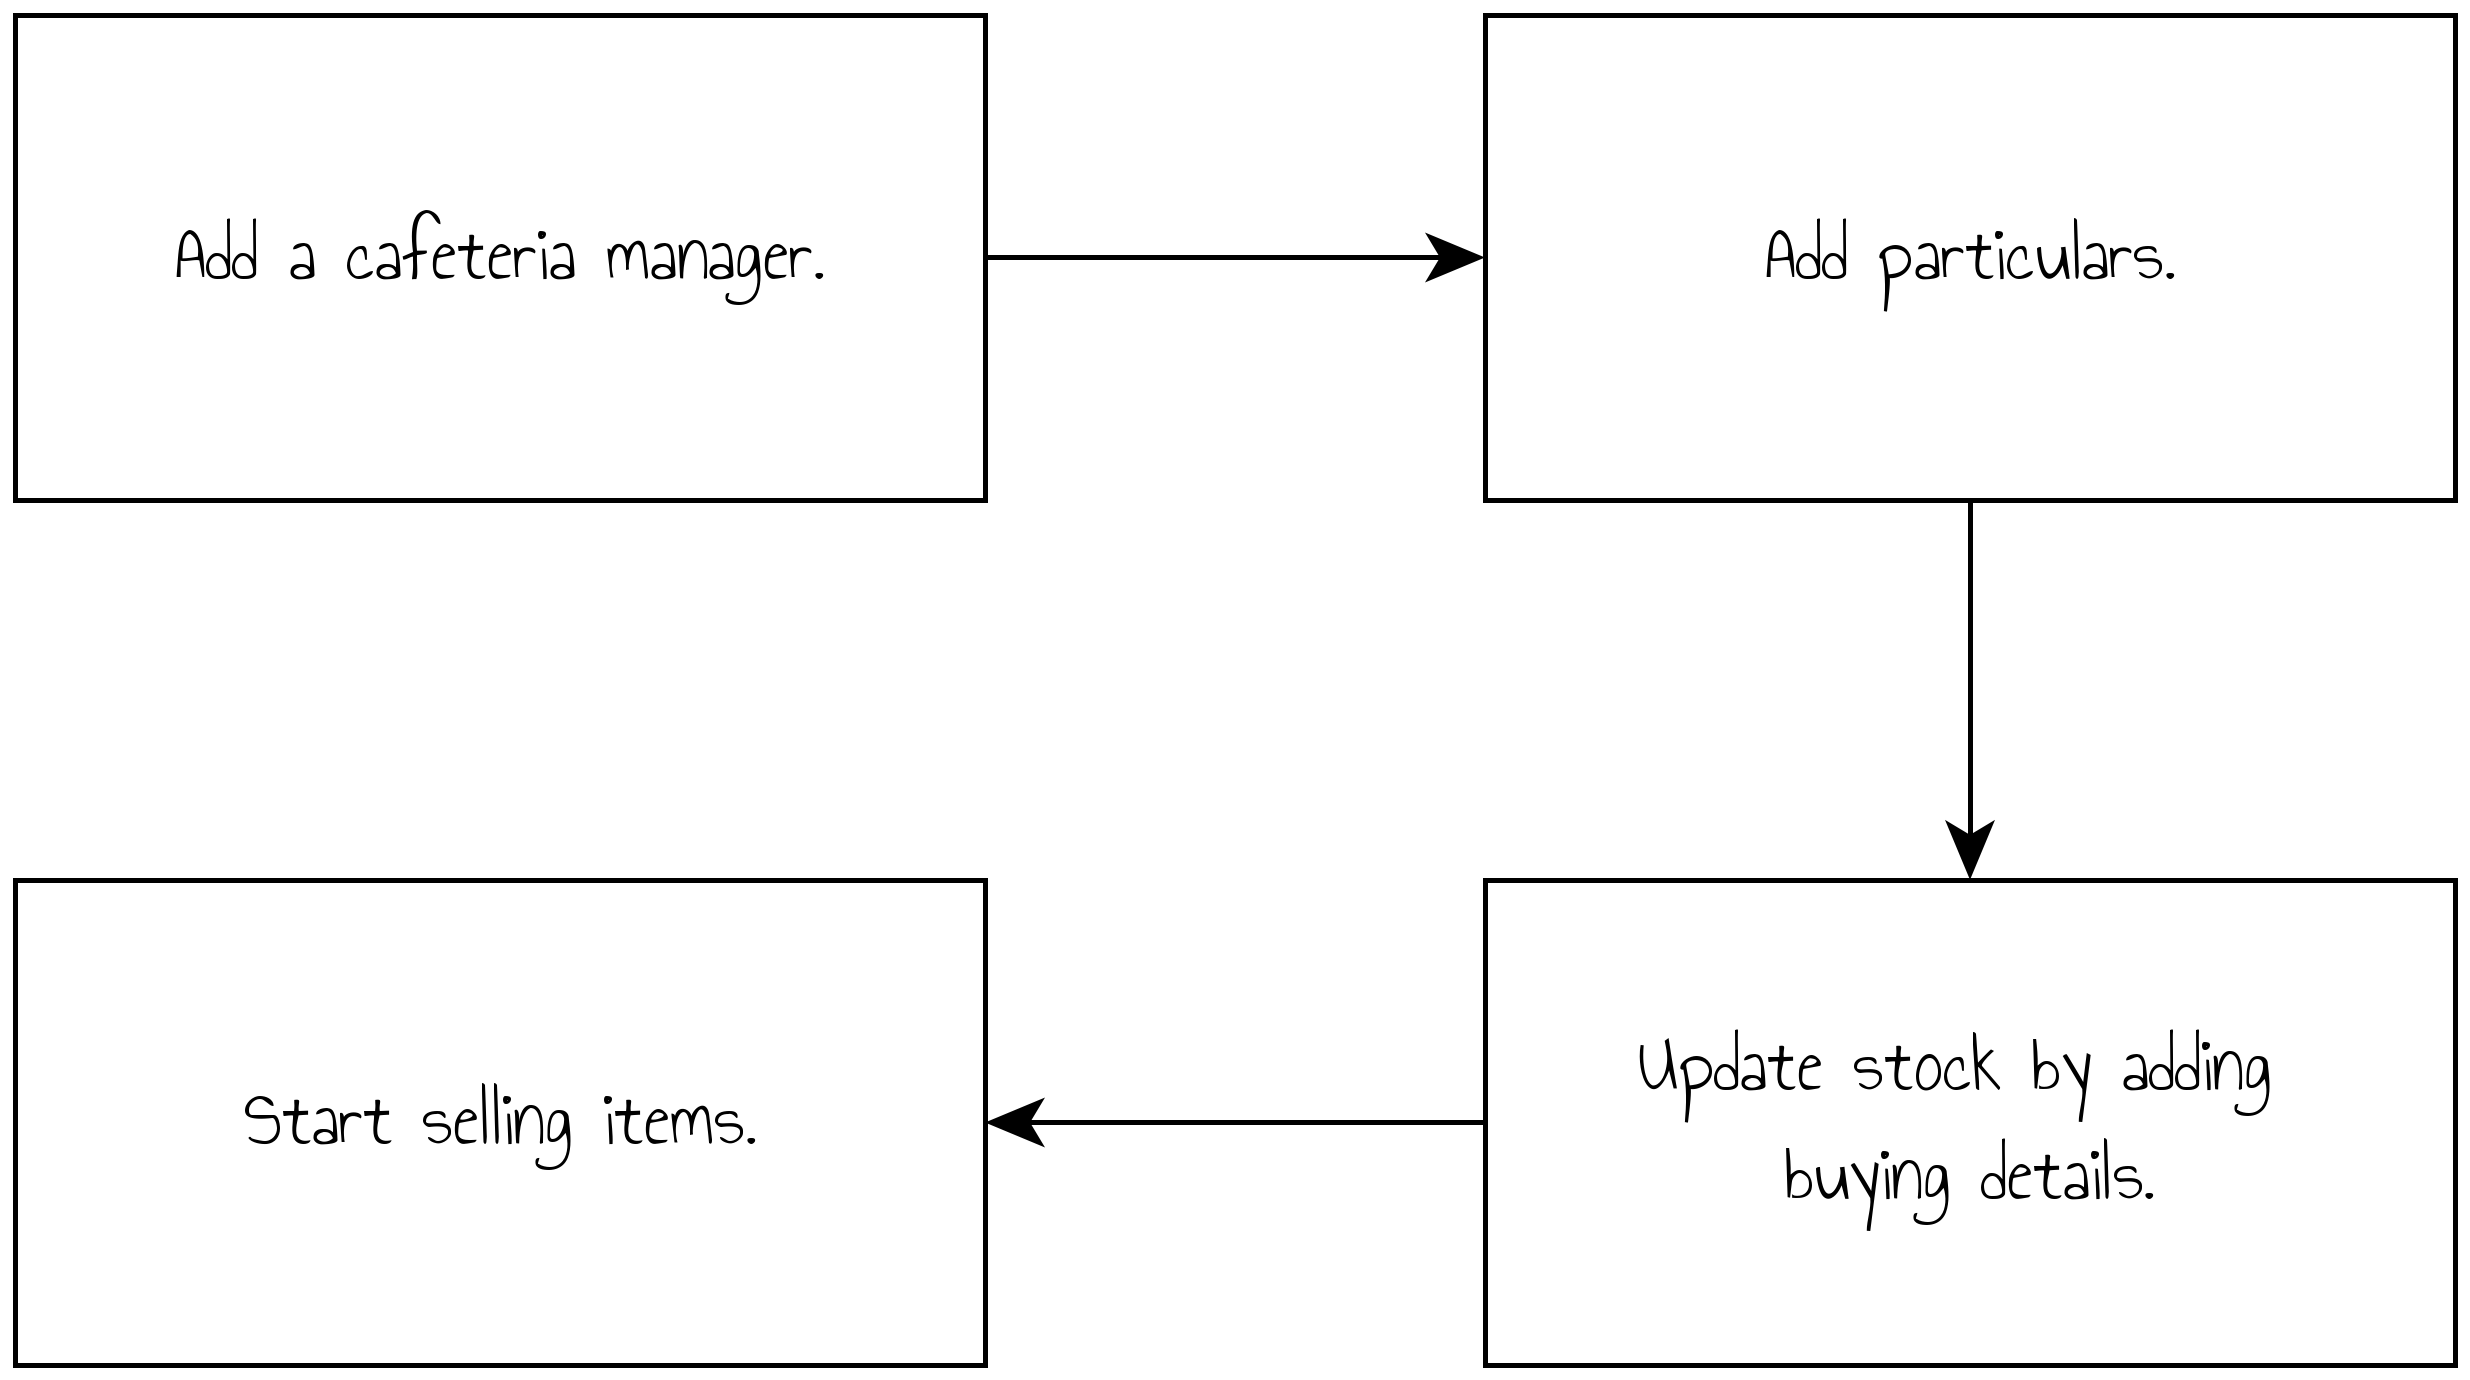 Add a cafeteria manager.
Add particulars.
Update stock by adding
buying details.
Start selling items.